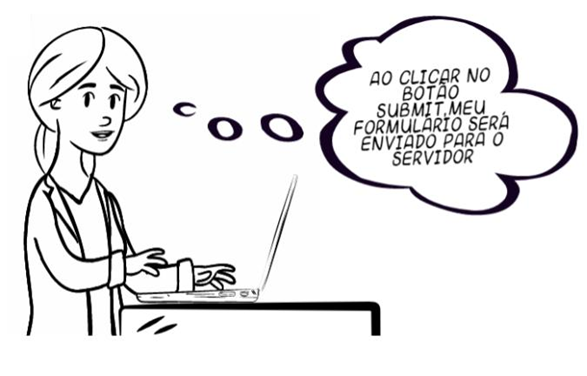 AO CLICAR NO
BOTÃO
SUBMIT,MEU
FORMULÁRIO SERÁ
ENVIADO PARA O
SERVIDOR